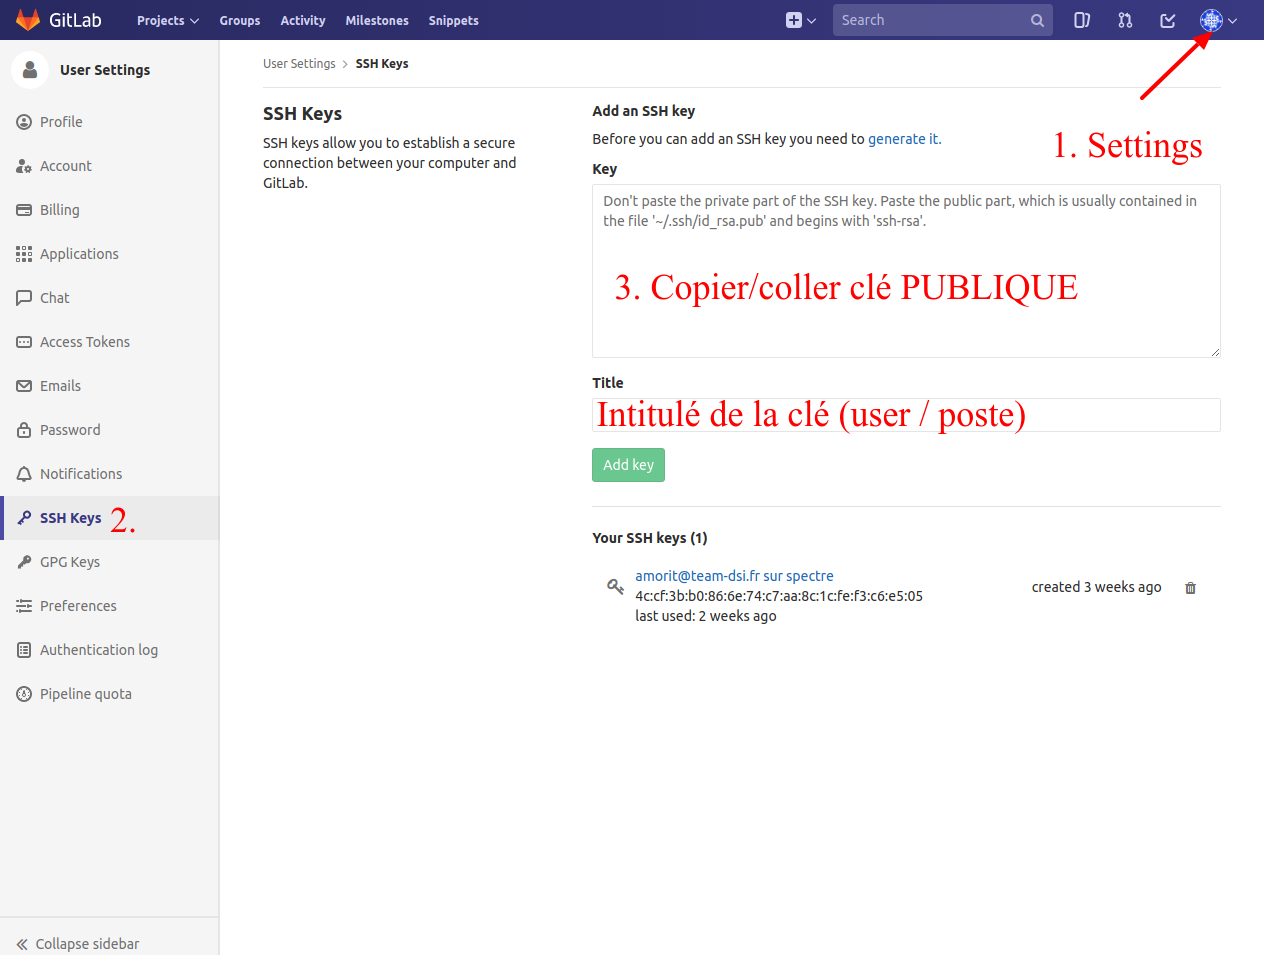 GitLab Projects Groups Activity Milestones Snippets Search
User Settings
Profile
Account
Billing
Applications
Chat
Access Tokens
Emails
Password
Notifications
SSH Keys 2.
GPG Keys
Preferences
Authentication log
Pipeline quota
Collapse sidebar
User Settings > SSH Keys
SSH Keys
SSH keys allow you to establish a secure
connection between your computer and
GitLab.
1. Settings
Add an SSH key
Before you can add an SSH key you need to generate it.
Key
Don't paste the private part of the SSH key. Paste the public part, which is usually contained in
the file '~/.ssh/id_rsa.pub' and begins with 'ssh-rsa'.
3. Copier/coller clé PUBLIQUE
Title
Intitulé de la clé (user / poste)
Add key
Your SSH keys (1)
amorit@team-dsi.fr sur spectre
4c:cf:3b:b0:86:6e:74:c7:aa:8c:1c:fe:f3:c6:e5:05
last used: 2 weeks ago
created 3 weeks ago